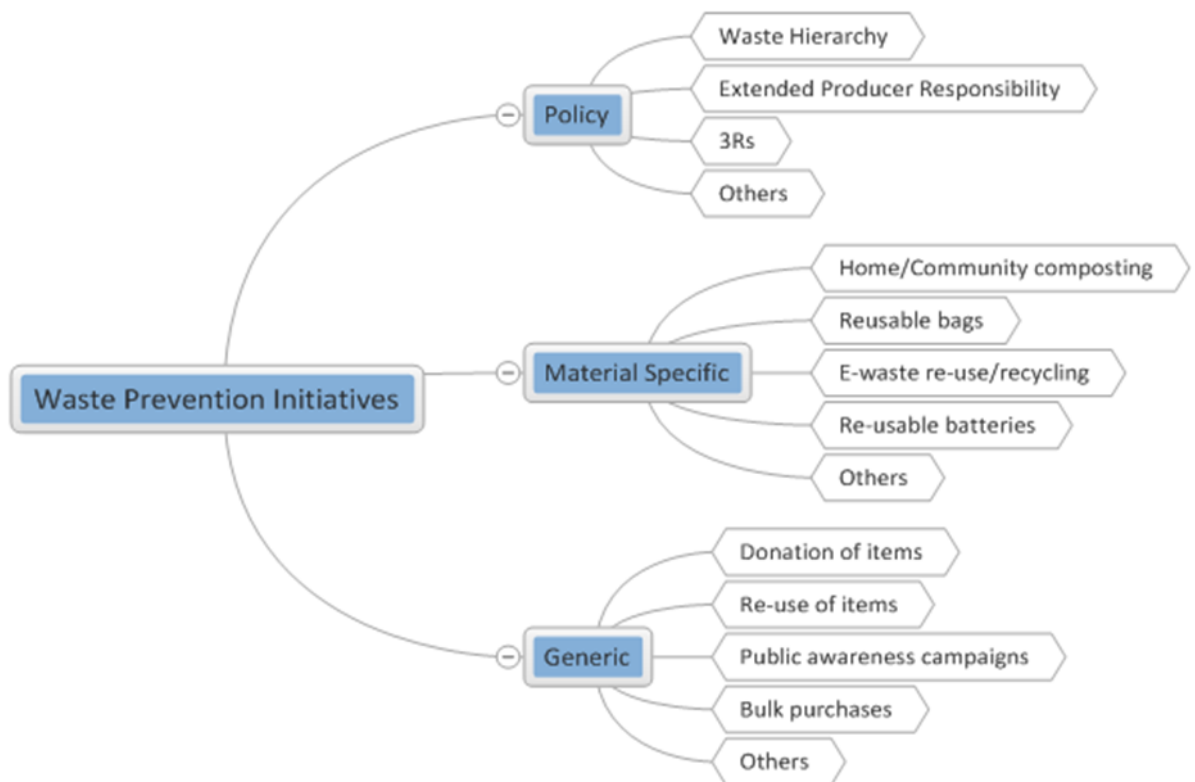 Waste Prevention Initiatives
Policy
Waste Hierarchy
Extended Producer Responsibility
3Rs
Others
Material Specific
Home/Community composting
Reusable bags
E-waste re-use/recycling
Re-usable batteries
Others
Generic
Donation of items
Re-use of items
Public awareness campaigns
Bulk purchases
Others